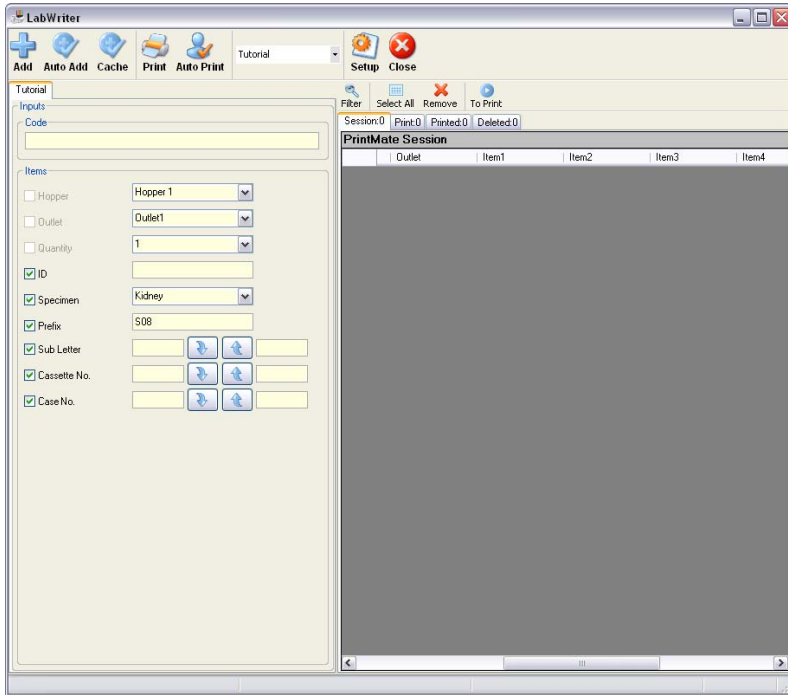 LabWriter
Add Auto Add Cache Print Auto Print Tutorial Setup Close
Tutorial
Inputs
Code
Items
Hopper Hopper 1
Outlet Outlet1
Quantity 1
ID
Specimen Kidney
Prefix S08
Sub Letter
Cassette No.
Case No.
Filter Select All Remove To Print
Session:0 Print:0 Printed:0 Deleted:0
PrintMate Session
Outlet Item1 Item2 Item3 Item4